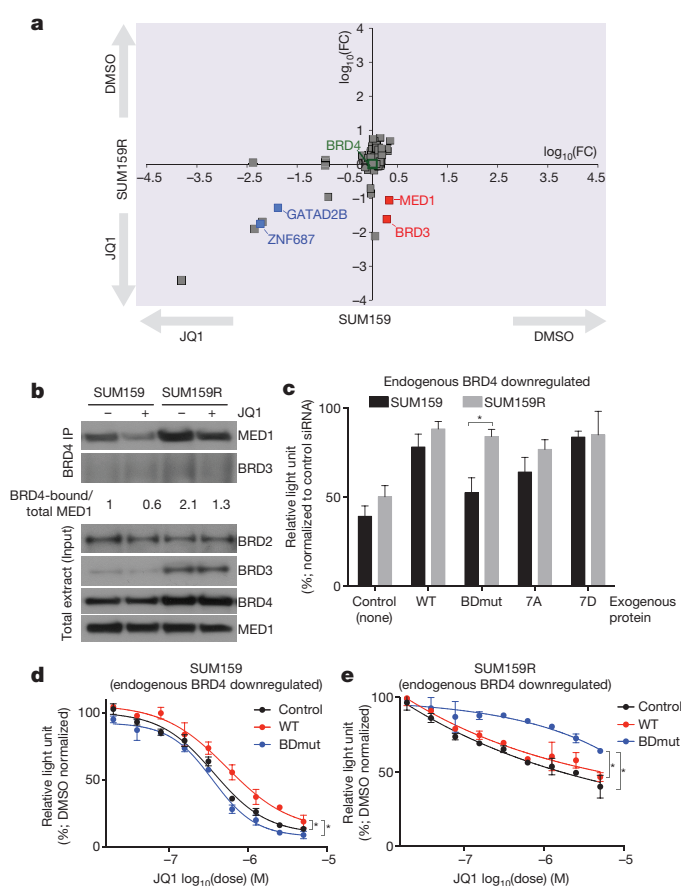 a
DMSO
SUM159R
JQ1
log10(FC)
4
3
2
1
−1
−2
−3
−4
−4.5 −3.5 −2.5 −1.5 −0.5 0.5 1.5 2.5 3.5 4.5
log10(FC)
BRD4
MED1
BRD3
GATAD2B
ZNF687
SUM159
JQ1 DMSO
b
SUM159 SUM159R
− + − + JQ1
BRD4 IP
MED1
BRD3
BRD4-bound/
total MED1
1 0.6 2.1 1.3
Total extract (Input)
BRD2
BRD3
BRD4
MED1
c
Endogenous BRD4 downregulated
SUM159 SUM159R
*
Relative light unit
(%; normalized to control siRNA)
100
50
0
Control
(none)
WT BDmut 7A 7D Exogenous
protein
d
SUM159
(endogenous BRD4 downregulated)
Control
WT
BDmut
Relative light unit
(%; DMSO normalized)
100
50
0
* *
−7 −6 −5
JQ1 log10(dose) (M)
e
SUM159R
(endogenous BRD4 downregulated)
Control
WT
BDmut
Relative light unit
(%; DMSO normalized)
100
50
0
* *
−7 −6 −5
JQ1 log10(dose) (M)